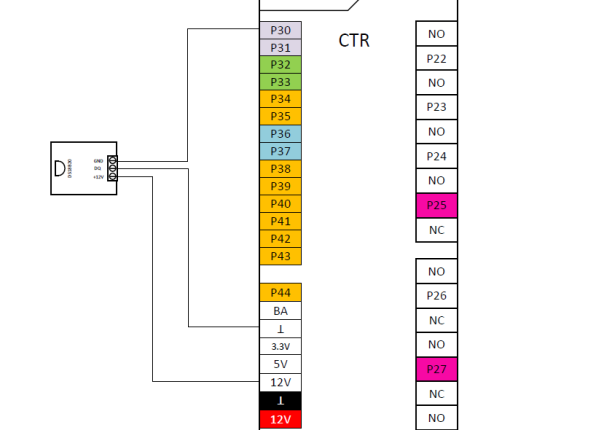 CTR
P30
P31
P32
P33
P34
P35
P36
P37
P38
P39
P40
P41
P42
P43
P44
BA
⊥
3.3V
5V
12V
⊥
12V
NO
P22
NO
P23
NO
P24
NO
P25
NC
NO
P26
NC
NO
P27
NC
NO
GND
DQ
+12V